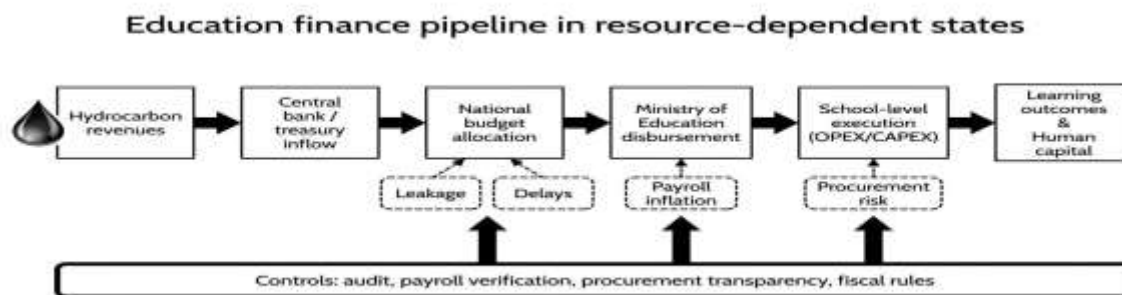 Education finance pipeline in resource-dependent states
Hydrocarbon
revenues
Central
bank /
treasury
inflow
National
budget
allocation
Ministry of
Education
disbursement
School-level
execution
(OPEX/CAPEX)
Learning
outcomes
&
Human
capital
Leakage
Delays
Payroll
inflation
Procurement
risk
Controls: audit, payroll verification, procurement transparency, fiscal rules